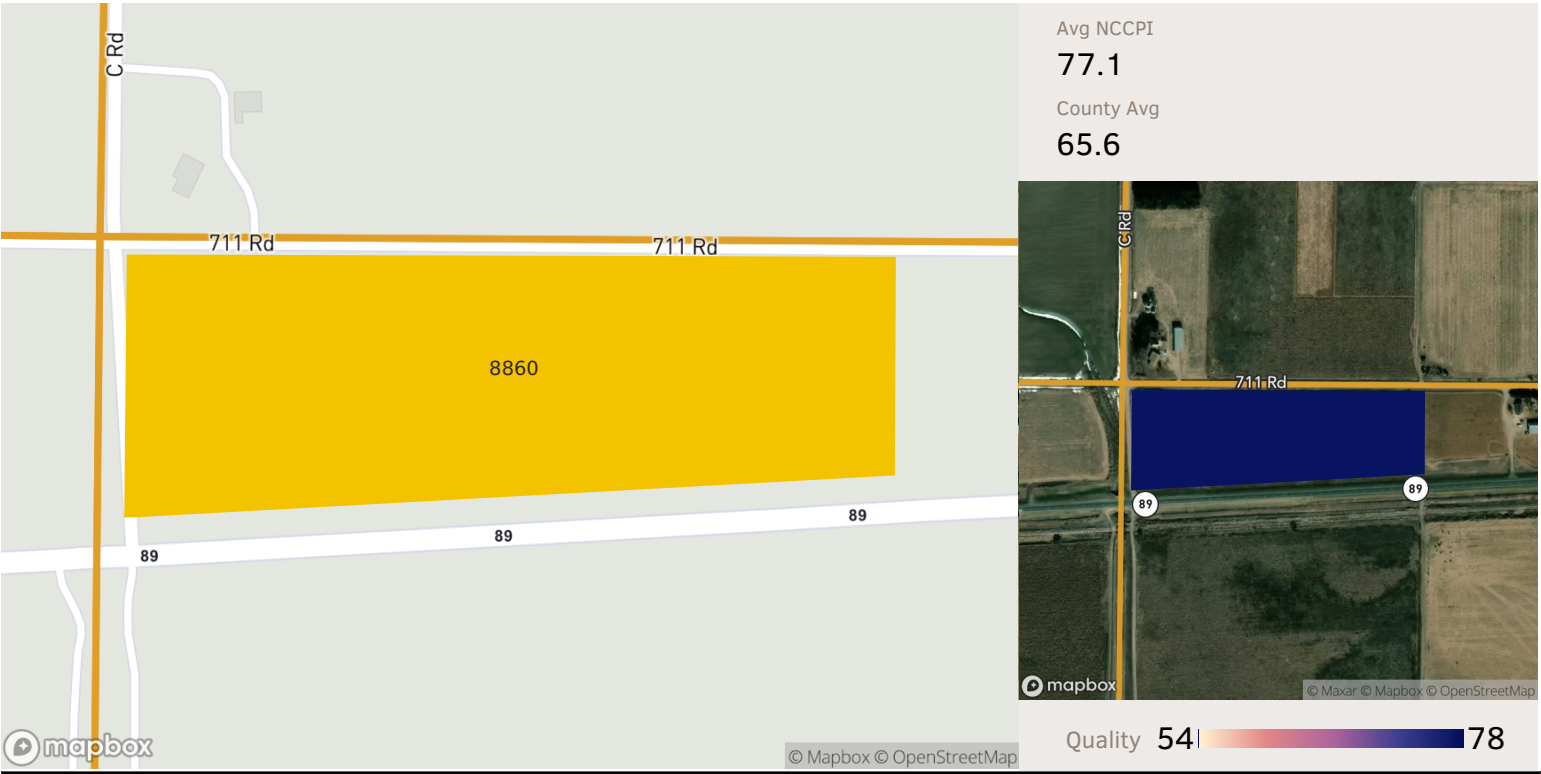 C Rd
711 Rd
711 Rd
8860
89
89
89
mapbox
© Mapbox © OpenStreetMap
Avg NCCPI
77.1
County Avg
65.6
C Rd
711 Rd
89
89
mapbox
© Maxar © Mapbox © OpenStreetMap
Quality 54 78